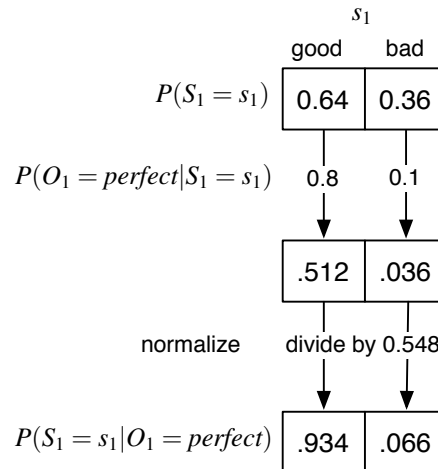 s₁
good bad
P(S₁ = s₁) 0.64 0.36
P(O₁ = perfect|S₁ = s₁) 0.8 0.1
.512 .036
normalize divide by 0.548
P(S₁ = s₁|O₁ = perfect) .934 .066